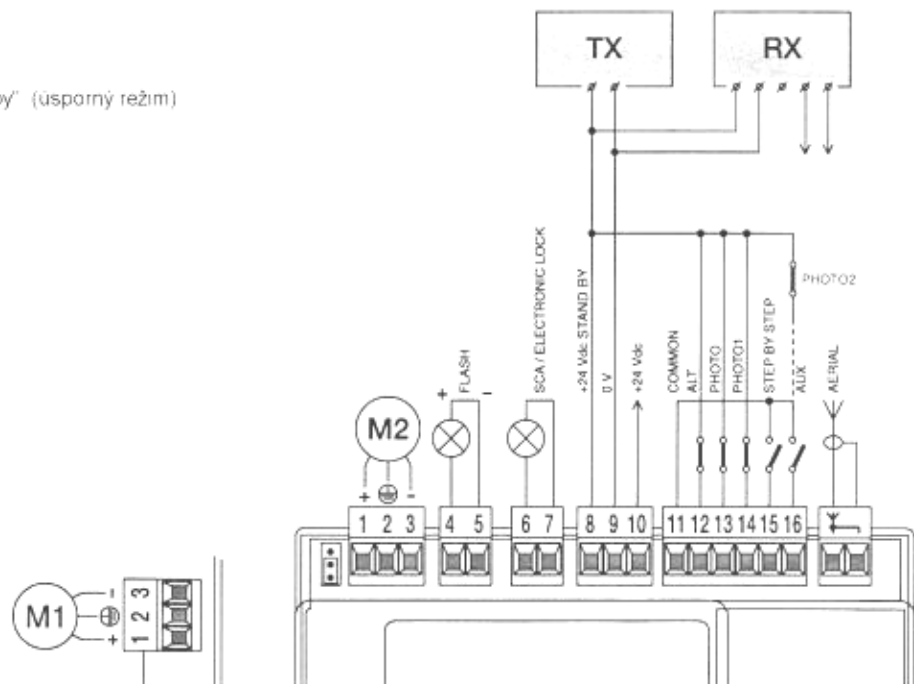 TX
RX
by" (úsporný režim)
PHOTO2
+ FLASH -
SCA / ELECTRONIC LOCK
+24 Vdc STAND BY
0 V
+24 Vdc
COMMON
ALT
PHOTO
PHOTO1
STEP BY STEP
AUX
AERIAL
M2
+ -
1 2 3
4 5
6 7
8 9 10
11 12 13 14 15 16
M1
- +
1 2 3